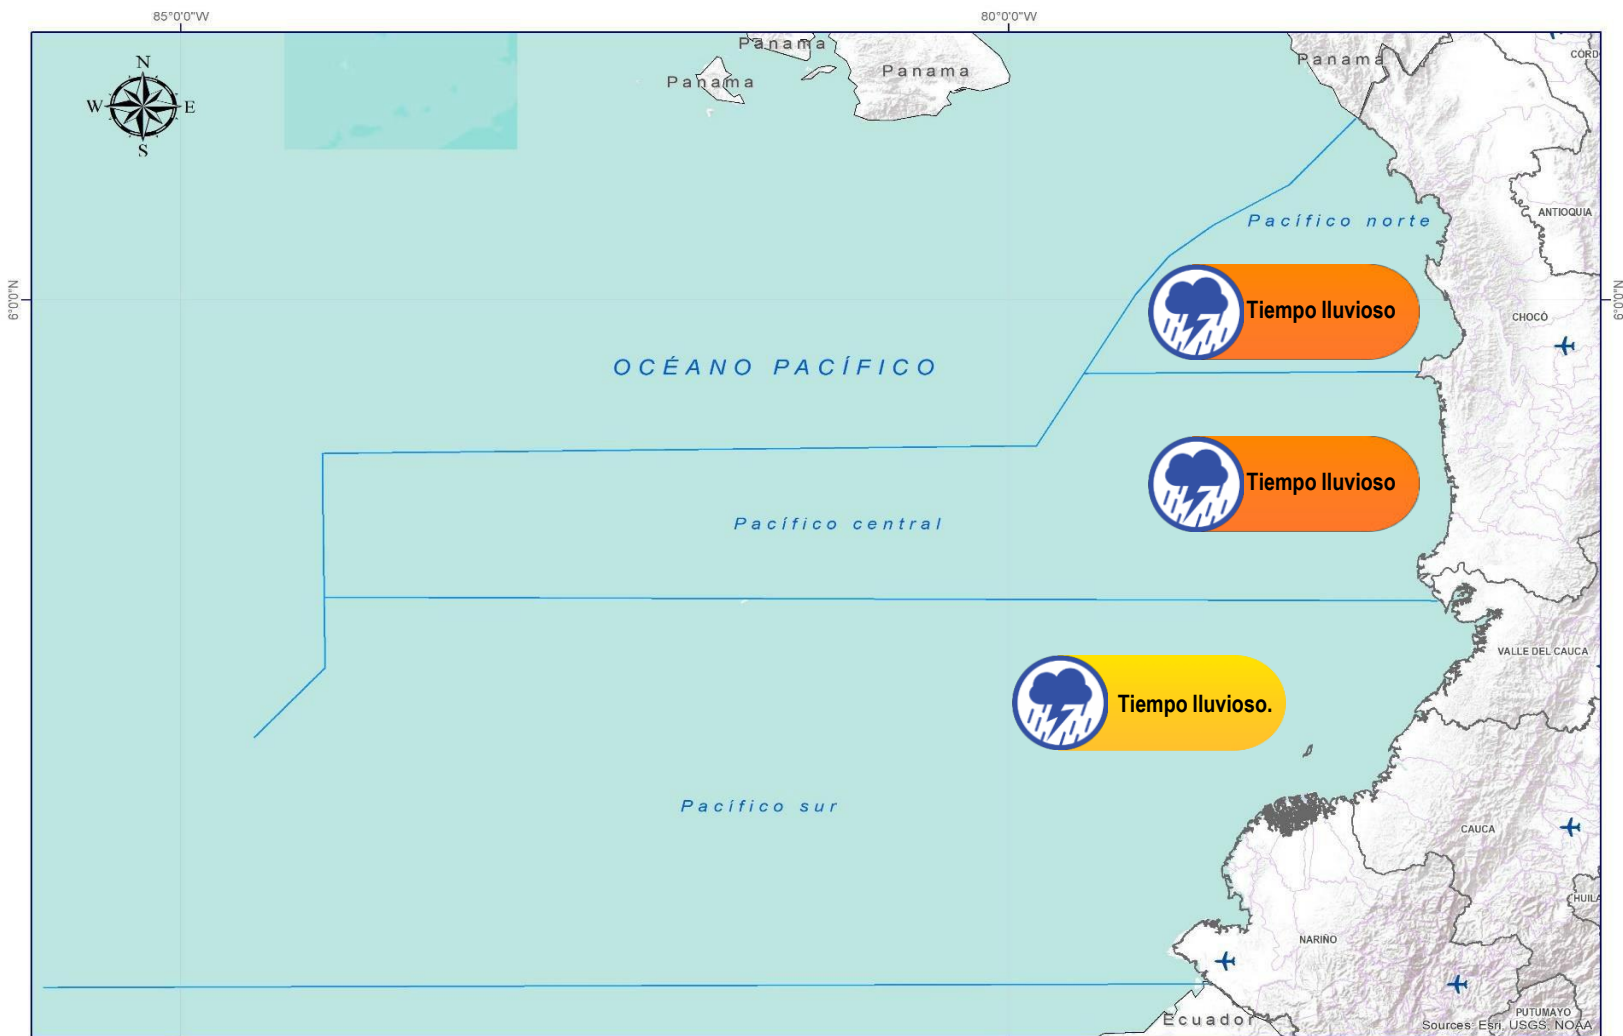 85°0'0"W
80°0'0"W
Panama
Panama
Panama
Panamá
CÓRD
N
W
E
S
ANTIOQUIA
Pacífico norte
6°0'0"N
6°0'0"N
Tiempo lluvioso
CHOCÓ
OCÉANO PACÍFICO
Tiempo lluvioso
Pacífico central
VALLE DEL CAUCA
Tiempo lluvioso.
Pacífico sur
CAUCA
HUILA
NARIÑO
PUTUMAYO
Ecuador
Sources: Esri, USGS, NOAA